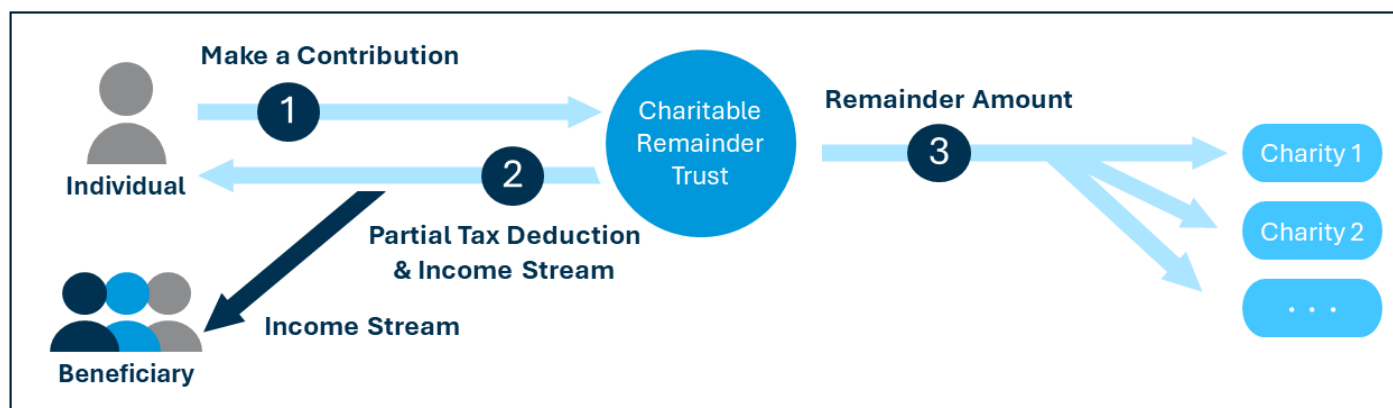 Make a Contribution
1
Individual
Charitable
Remainder
Trust
2
Partial Tax Deduction
& Income Stream
Income Stream
Beneficiary
Remainder Amount
3
Charity 1
Charity 2
. . .